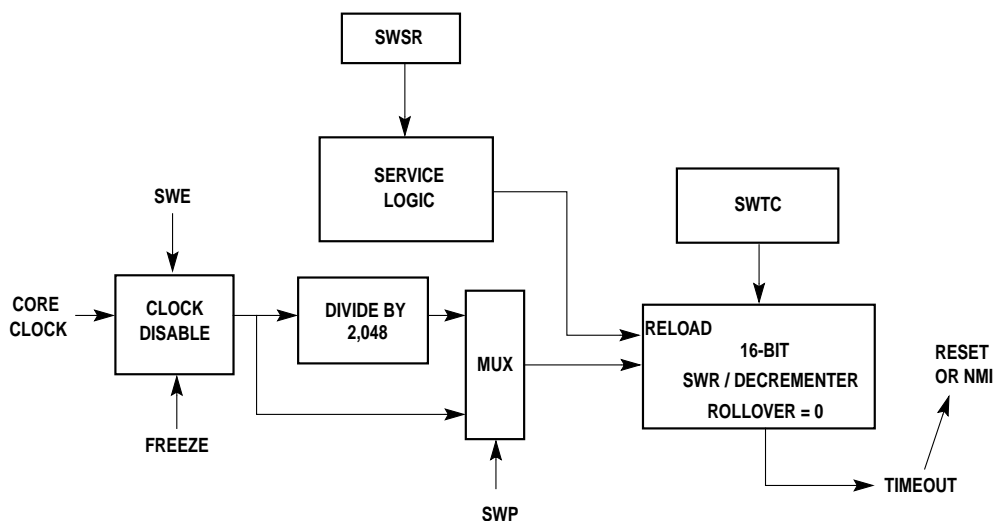 SWSR
SERVICE
LOGIC
SWTC
SWE
CORE
CLOCK
CLOCK
DISABLE
DIVIDE BY
2,048
MUX
RELOAD
16-BIT
SWR / DECREMENTER
ROLLOVER = 0
RESET
OR NMI
FREEZE
TIMEOUT
SWP